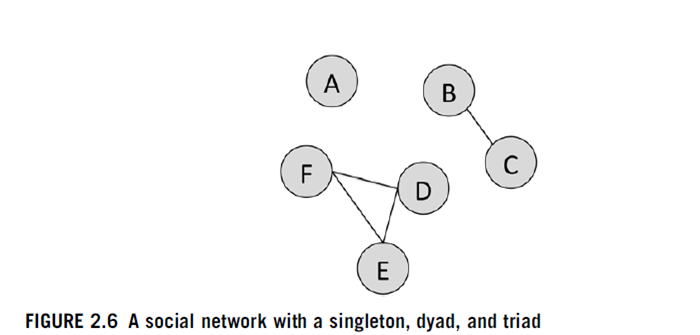 A
B
C
F
D
E
FIGURE 2.6 A social network with a singleton, dyad, and triad